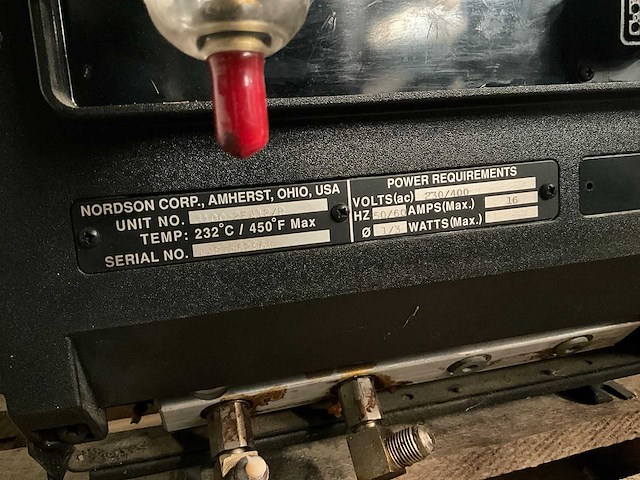 NORDSON CORP., AMHERST, OHIO, USA
UNIT NO.
TEMP: 232°C / 450°F Max
SERIAL NO.
POWER REQUIREMENTS
VOLTS(ac) 230/400
HZ 50/60 AMPS(Max.) 16
Ø 1/3 WATTS(Max.)